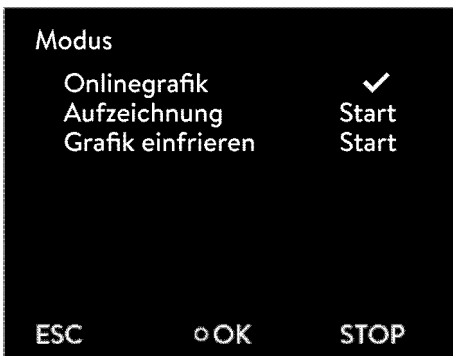 Modus
Onlinegrafik ✓
Aufzeichnung Start
Grafik einfrieren Start
ESC OK STOP